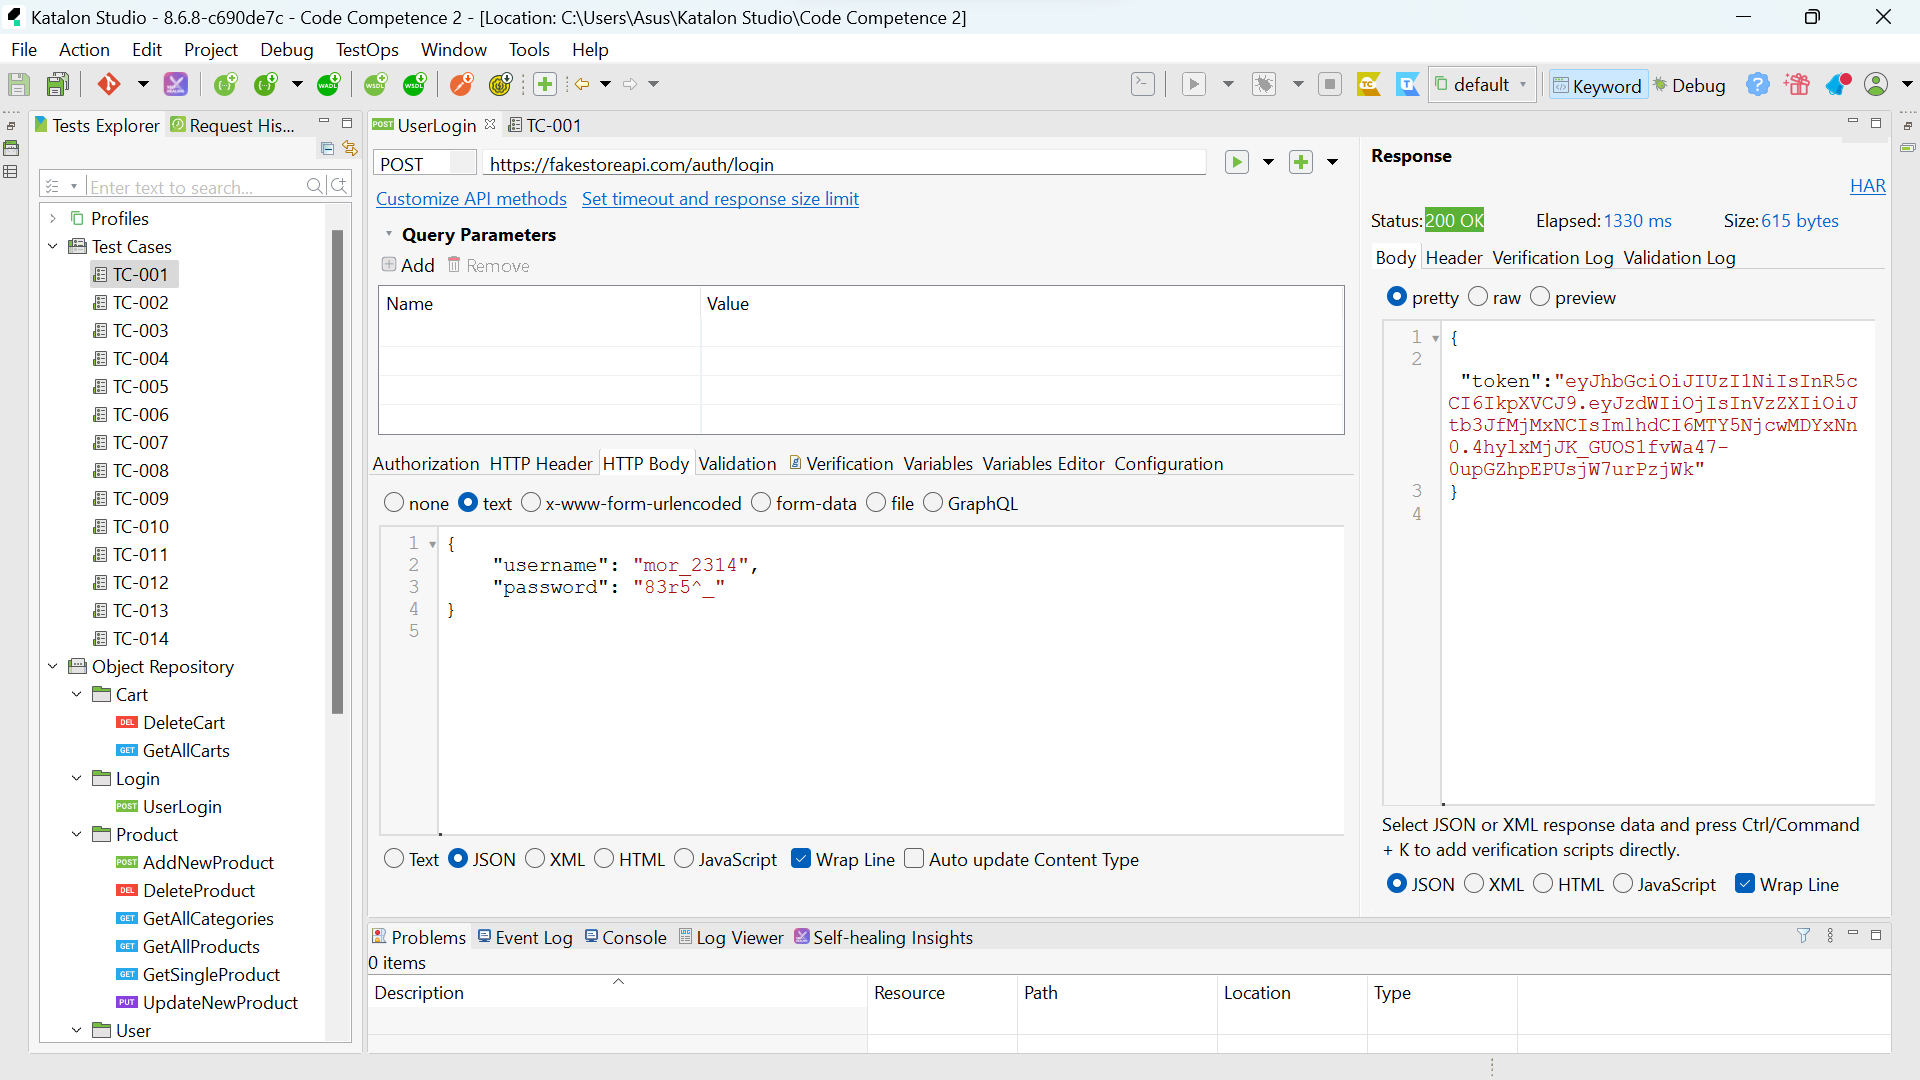 Katalon Studio - 8.6.8-c690de7c - Code Competence 2 - [Location: C:\Users\Asus\Katalon Studio\Code Competence 2]
File Action Edit Project Debug TestOps Window Tools Help
default Keyword Debug
Tests Explorer Request His...
Enter text to search...
Profiles
Test Cases
TC-001
TC-002
TC-003
TC-004
TC-005
TC-006
TC-007
TC-008
TC-009
TC-010
TC-011
TC-012
TC-013
TC-014
Object Repository
Cart
DEL DeleteCart
GET GetAllCarts
Login
POST UserLogin
Product
POST AddNewProduct
DEL DeleteProduct
GET GetAllCategories
GET GetAllProducts
GET GetSingleProduct
PUT UpdateNewProduct
User
POST UserLogin TC-001
POST https://fakestoreapi.com/auth/login
Customize API methods Set timeout and response size limit
Query Parameters
Add Remove
Name Value
Authorization HTTP Header HTTP Body Validation Verification Variables Variables Editor Configuration
none text x-www-form-urlencoded form-data file GraphQL
1 {
2 "username": "mor_2314",
3 "password": "83r5^_"
4 }
5
Text JSON XML HTML JavaScript Wrap Line Auto update Content Type
Response
HAR
Status: 200 OK Elapsed: 1330 ms Size: 615 bytes
Body Header Verification Log Validation Log
pretty raw preview
1 {
2
"token":"eyJhbGciOiJIUzI1NiIsInR5c
CI6IkpXVCJ9.eyJzdWIiOjIsInVzZXIiOiJ
tb3JfMjMxNCIsImlhdCI6MTY5NjcwMDYxNn
0.4hylxMjJK_GUOS1fvWa47-
0upGZhpEPUsjW7urPzjWk"
3 }
4
Select JSON or XML response data and press Ctrl/Command
+ K to add verification scripts directly.
JSON XML HTML JavaScript Wrap Line
Problems Event Log Console Log Viewer Self-healing Insights
0 items
Description Resource Path Location Type